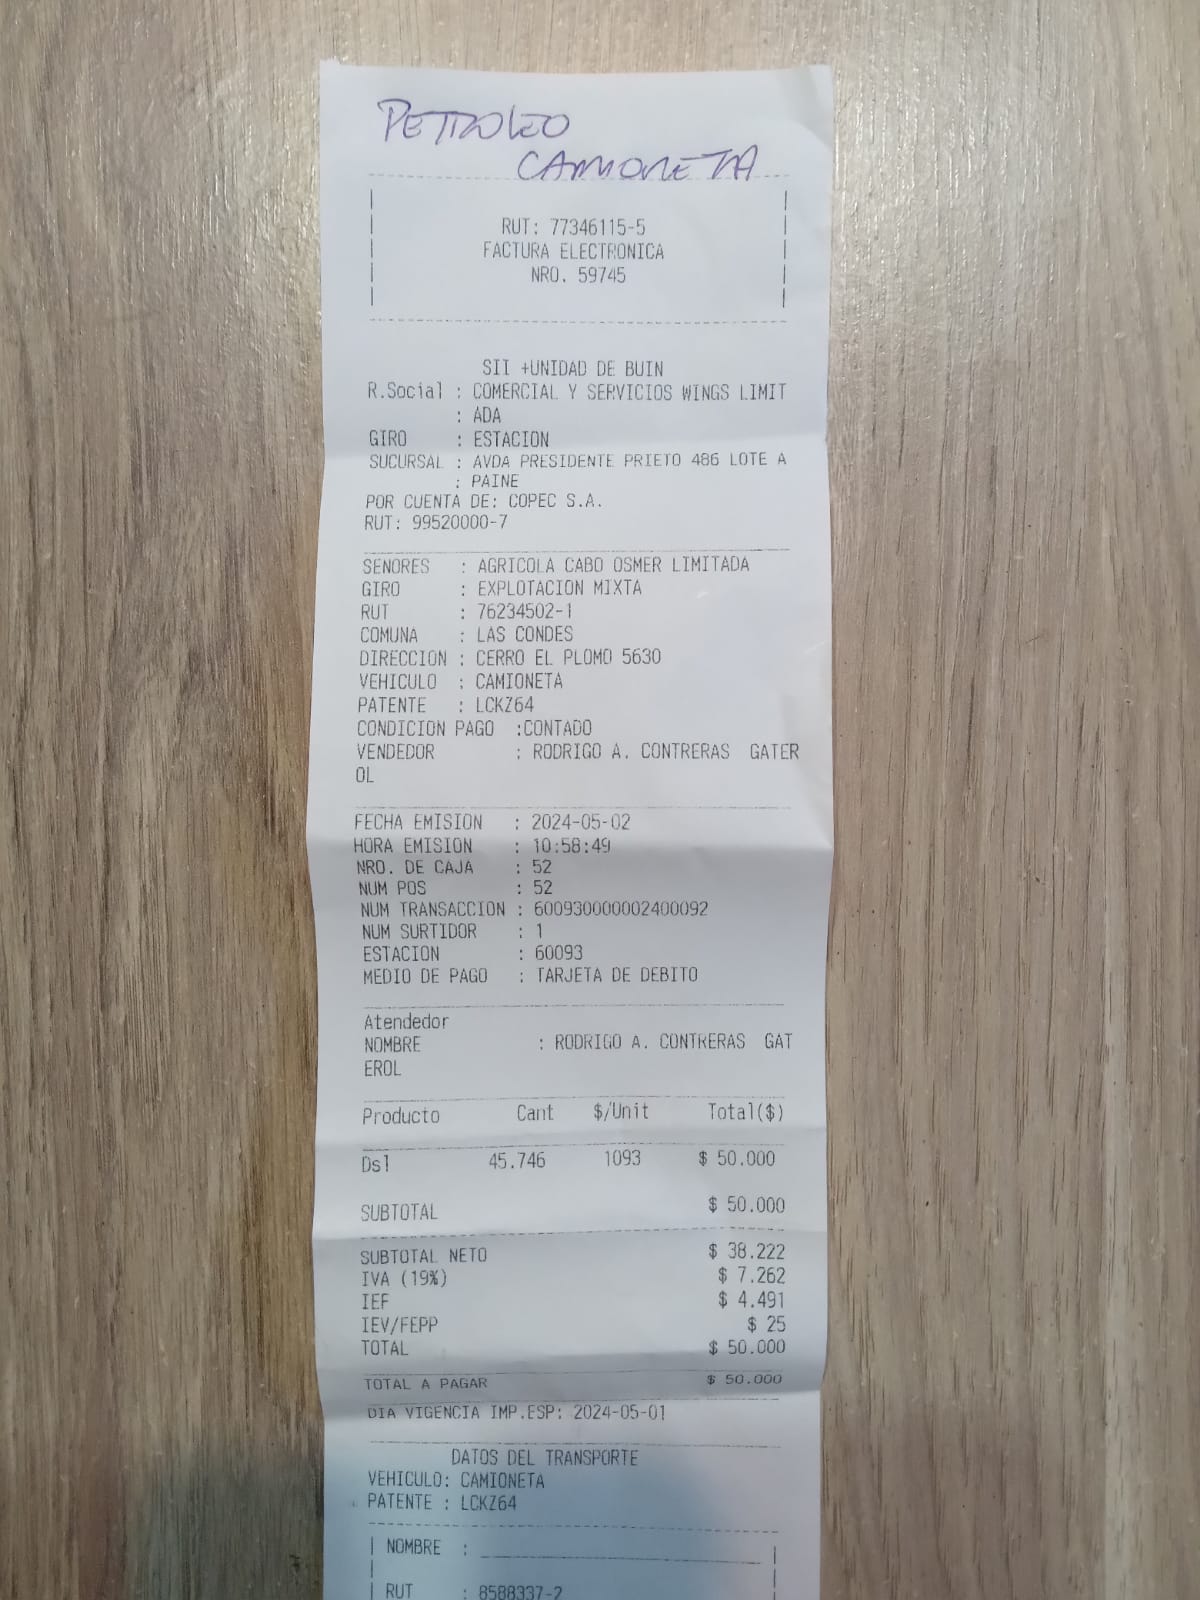 PETROLEO
CAMIONETA
RUT: 77346115-5
FACTURA ELECTRONICA
NRO. 59745
SII +UNIDAD DE BUIN
R.Social : COMERCIAL Y SERVICIOS WINGS LIMIT
: ADA
GIRO : ESTACION
SUCURSAL : AVDA PRESIDENTE PRIETO 486 LOTE A
: PAINE
POR CUENTA DE: COPEC S.A.
RUT: 99520000-7
SENORES : AGRICOLA CABO OSMER LIMITADA
GIRO : EXPLOTACION MIXTA
RUT : 76234502-1
COMUNA : LAS CONDES
DIRECCION : CERRO EL PLOMO 5630
VEHICULO : CAMIONETA
PATENTE : LCKZ64
CONDICION PAGO :CONTADO
VENDEDOR : RODRIGO A. CONTRERAS GATER
OL
FECHA EMISION : 2024-05-02
HORA EMISION : 10:58:49
NRO. DE CAJA : 52
NUM POS : 52
NUM TRANSACCION : 600930000002400092
NUM SURTIDOR : 1
ESTACION : 60093
MEDIO DE PAGO : TARJETA DE DEBITO
Atendedor
NOMBRE : RODRIGO A. CONTRERAS GAT
EROL
Producto Cant $/Unit Total($)
Dsl 45.746 1093 $ 50.000
SUBTOTAL $ 50.000
SUBTOTAL NETO $ 38.222
IVA (19%) $ 7.262
IEF $ 4.491
IEV/FEPP $ 25
TOTAL $ 50.000
TOTAL A PAGAR $ 50.000
DIA VIGENCIA IMP.ESP: 2024-05-01
DATOS DEL TRANSPORTE
VEHICULO: CAMIONETA
PATENTE : LCKZ64
NOMBRE :
RUT : 8588337-2